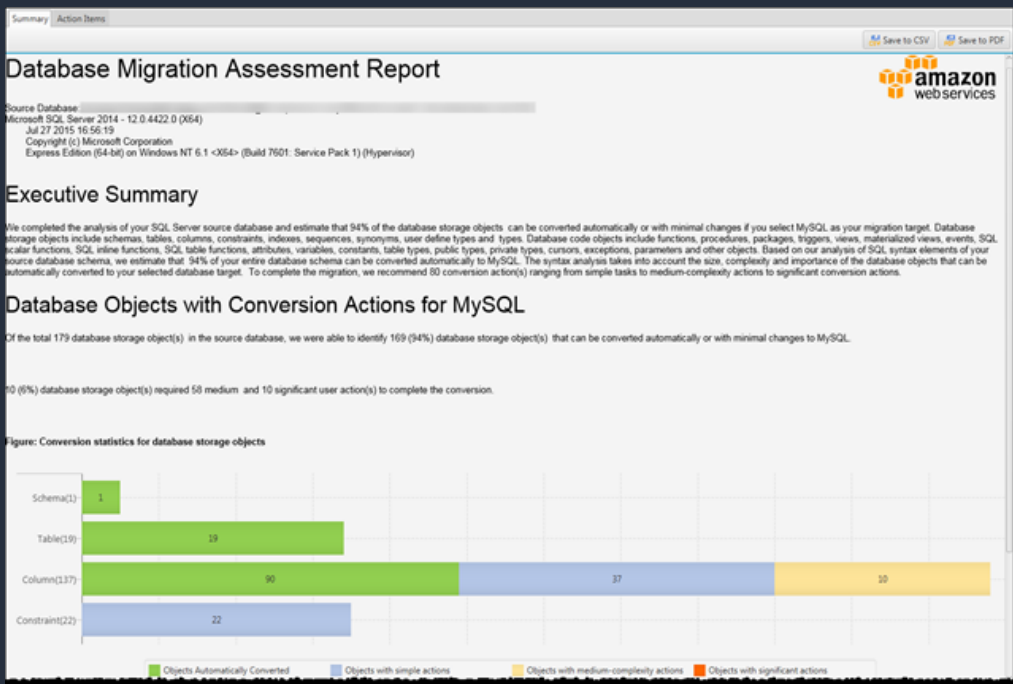 Summary Action Items
Save to CSV Save to PDF
Database Migration Assessment Report
amazon
webservices
Source Database:
Microsoft SQL Server 2014 - 12.0.4422.0 (X64)
Jul 27 2015 16:56:19
Copyright (c) Microsoft Corporation
Express Edition (64-bit) on Windows NT 6.1 <X64> (Build 7601: Service Pack 1) (Hypervisor)
Executive Summary
We completed the analysis of your SQL Server source database and estimate that 94% of the database storage objects can be converted automatically or with minimal changes if you select MySQL as your migration target. Database
storage objects include schemas, tables, columns, constraints, indexes, sequences, synonyms, user define types and types. Database code objects include functions, procedures, packages, triggers, views, materialized views, events, SQL
scalar functions, SQL inline functions, SQL table functions, attributes, variables, constants, table types, public types, private types, cursors, exceptions, parameters and other objects. Based on our analysis of SQL syntax elements of your
source database schema, we estimate that 94% of your entire database schema can be converted automatically to MySQL. The syntax analysis takes into account the size, complexity and importance of the database objects that can be
automatically converted to your selected database target. To complete the migration, we recommend 80 conversion action(s) ranging from simple tasks to medium-complexity actions to significant conversion actions.
Database Objects with Conversion Actions for MySQL
Of the total 179 database storage object(s) in the source database, we were able to identify 169 (94%) database storage object(s) that can be converted automatically or with minimal changes to MySQL.
10 (6%) database storage object(s) required 58 medium and 10 significant user action(s) to complete the conversion.
Figure: Conversion statistics for database storage objects
Schema(1) 1
Table(19) 19
Column(137) 90 37 10
Constraint(22) 22
Objects Automatically Converted Objects with simple actions Objects with medium-complexity actions Objects with significant actions